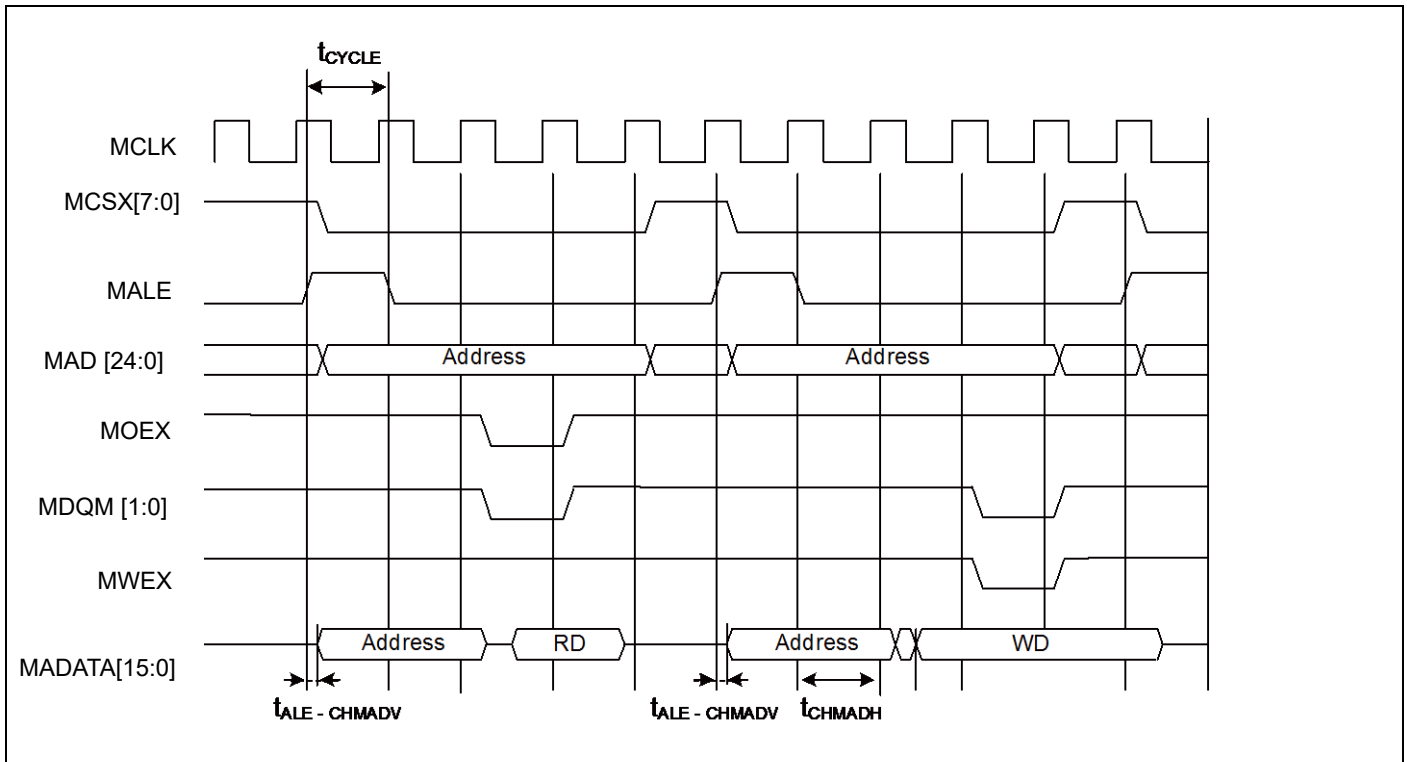 tCYCLE
MCLK
MCSX[7:0]
MALE
MAD [24:0]
Address
Address
MOEX
MDQM [1:0]
MWEX
MADATA[15:0]
Address
RD
Address
WD
tALE - CHMADV
tALE - CHMADV
tCHMADH